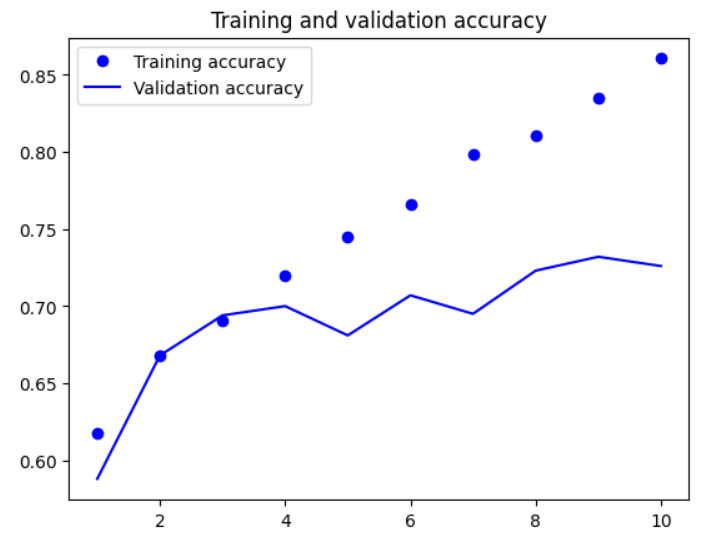 Training and validation accuracy
Training accuracy
Validation accuracy
0.85
0.80
0.75
0.70
0.65
0.60
2 4 6 8 10